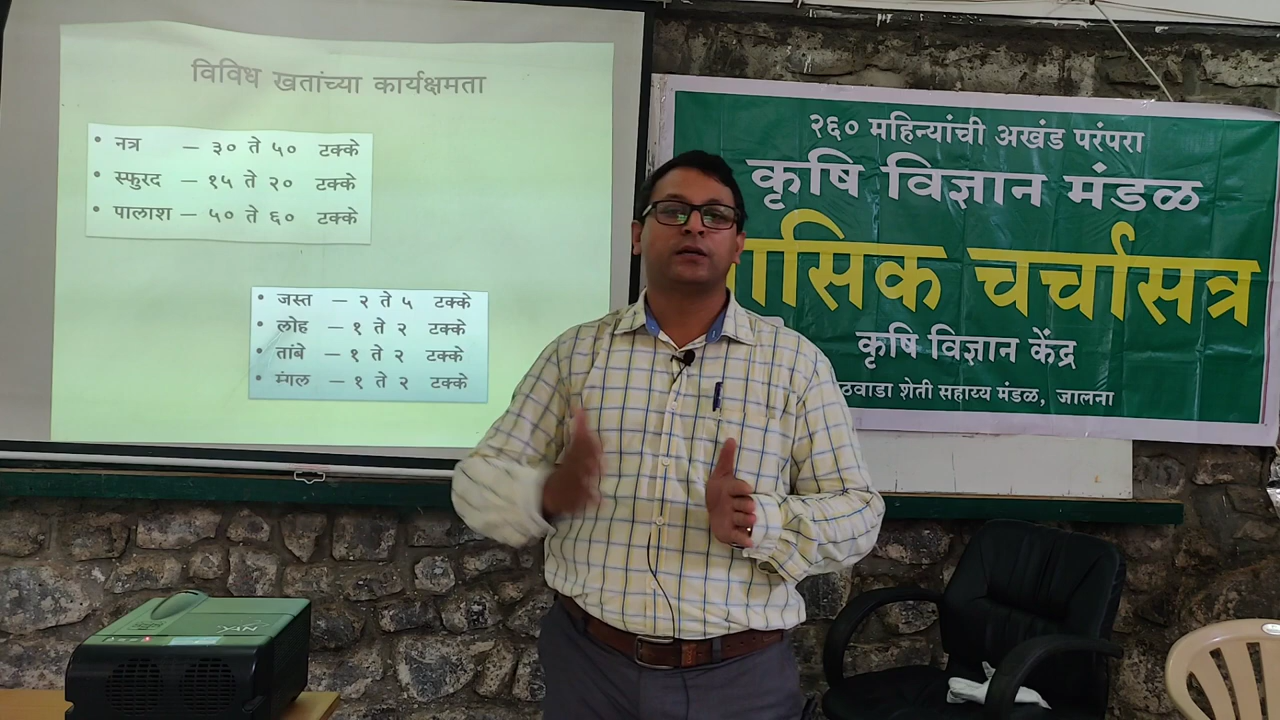 विविध खतांच्या कार्यक्षमता
• नत्र – ३० ते ५० टक्के
• स्फुरद – १५ ते २० टक्के
• पालाश – ५० ते ६० टक्के
• जस्त – २ ते ५ टक्के
• लोह – १ ते २ टक्के
• तांबे – १ ते २ टक्के
• मंगल – १ ते २ टक्के
२६० महिन्यांची अखंड परंपरा
कृषि विज्ञान मंडळ
चर्चासत्र
कृषि विज्ञान केंद्र
शेती सहाय्य मंडळ, जालना